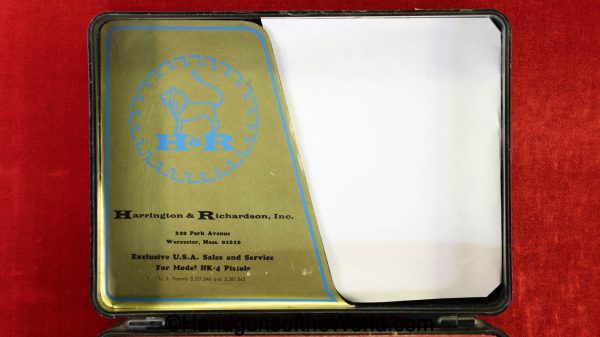 H&R
Harrington & Richardson, Inc.
320 Park Avenue
Worcester, Mass. 01610
Exclusive U.S.A. Sales and Service
For Model HK-4 Pistols